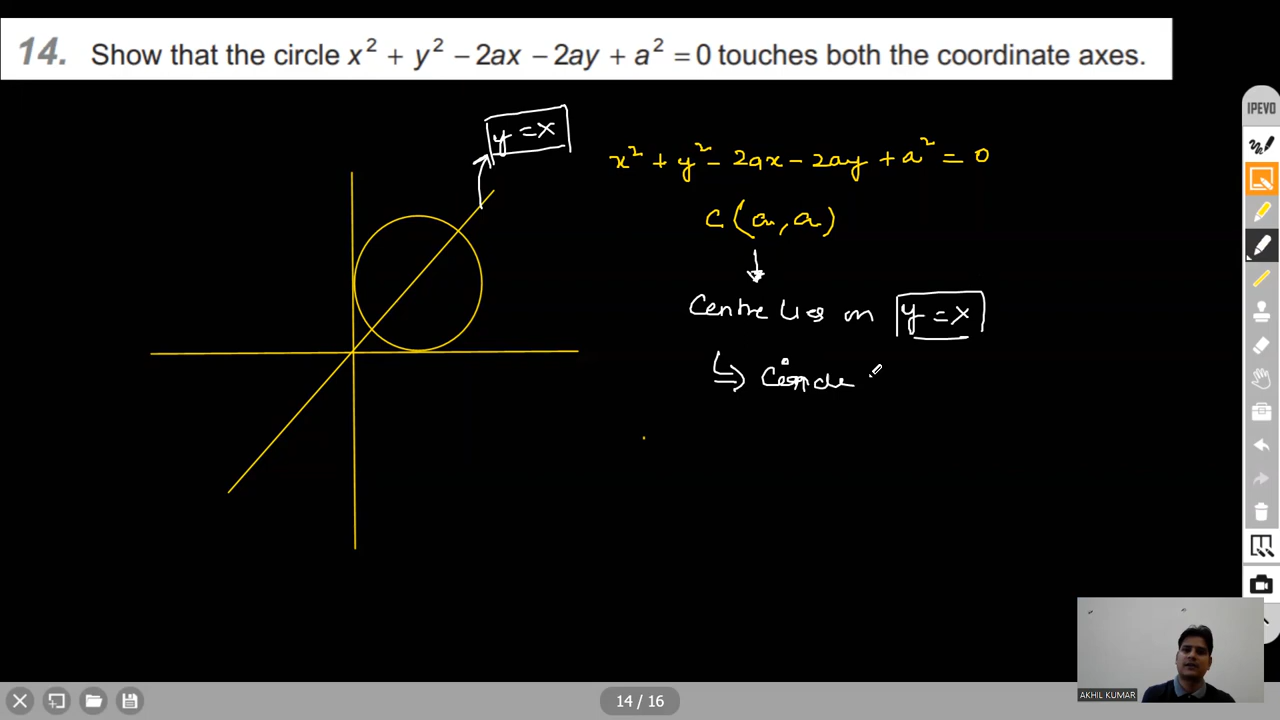 14. Show that the circle x² + y² − 2ax − 2ay + a² = 0 touches both the coordinate axes.
y = x
x² + y² − 2ax − 2ay + a² = 0
C (a, a)
Centre lies on y = x
↳
IPEVO
14 / 16
AKHIL KUMAR